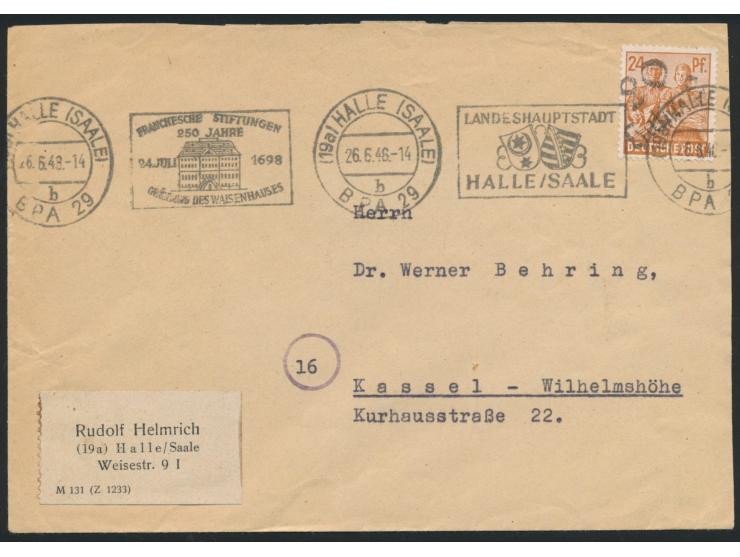 HALLE (SAALE)
26.6.48.-14
b
BPA 29
FRANCKESCHE STIFTUNGEN
250 JAHRE
24. JULI 1698
DES WAISENHAUSES
(19a) HALLE (SAALE)
26.6.48.-14
b
BPA 29
LANDESHAUPTSTADT
HALLE/SAALE
24 Pf.
DEUTSCHE POST
HALLE (S
b
BPA
Herrn
Dr. Werner Behring,
16
Kassel - Wilhelmshöhe
Kurhausstraße 22.
Rudolf Helmrich
(19a) Halle/Saale
Weisestr. 9 I
M 131 (Z 1233)